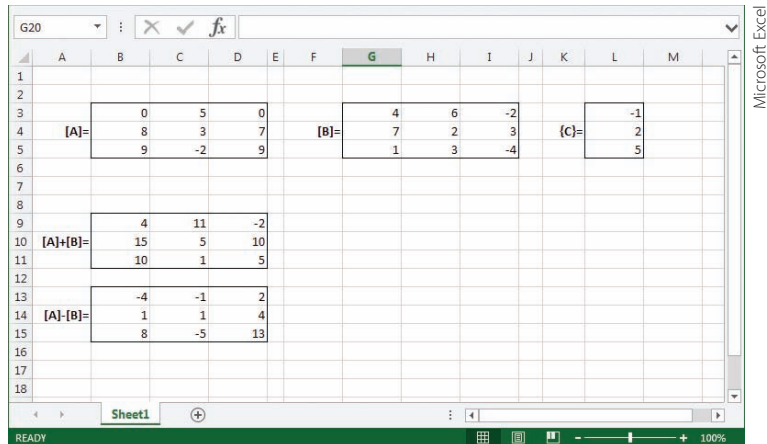 G20 fx
A B C D E F G H I J K L M
1
2
3 0 5 0 4 6 -2 -1
4 [A]= 8 3 7 [B]= 7 2 3 {C}= 2
5 9 -2 9 1 3 -4 5
6
7
8
9 4 11 -2
10 [A]+[B]= 15 5 10
11 10 1 5
12
13 -4 -1 2
14 [A]-[B]= 1 1 4
15 8 -5 13
16
17
18
Sheet1
READY 100%
Microsoft Excel